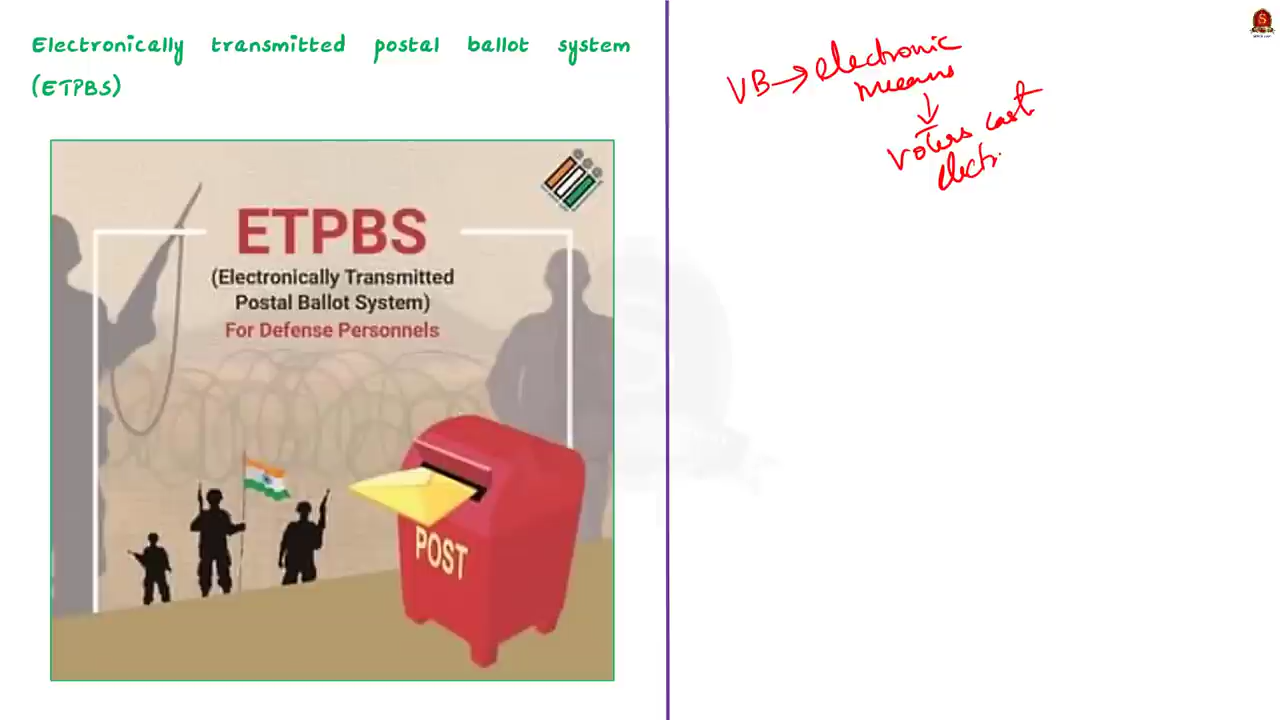 Electronically transmitted postal ballot system
(ETPBS)
ETPBS
(Electronically Transmitted
Postal Ballot System)
For Defense Personnels
POST
VB → electronic
means
↓
voters cast
electr